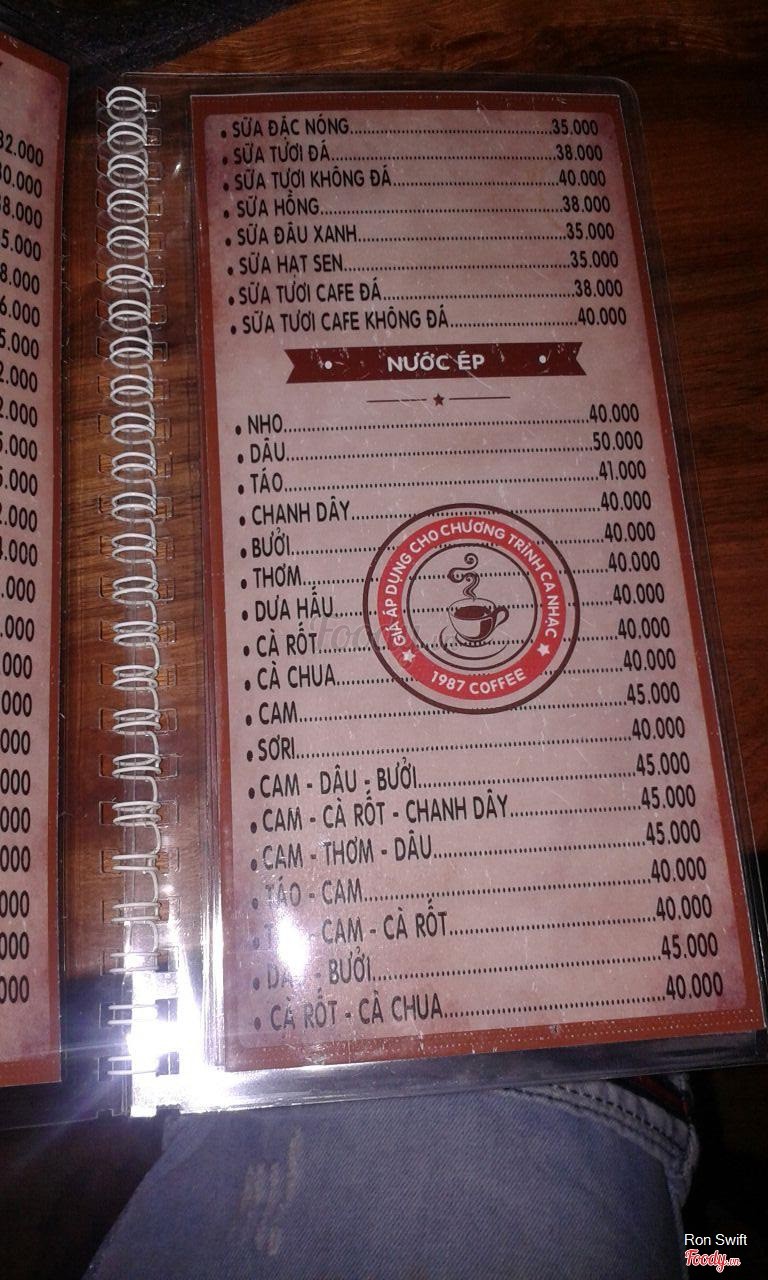 32.000
• SỮA ĐẶC NÓNG 35.000
• SỮA TƯƠI ĐÁ 38.000
• SỮA TƯƠI KHÔNG ĐÁ 40.000
• SỮA HỒNG 38.000
• SỮA ĐẬU XANH 35.000
• SỮA HẠT SEN 35.000
• SỮA TƯƠI CAFE ĐÁ 38.000
• SỮA TƯƠI CAFE KHÔNG ĐÁ 40.000
NƯỚC ÉP
• NHO 40.000
• DÂU 50.000
• TÁO 41.000
• CHANH DÂY 40.000
• BƯỞI 40.000
• THƠM 40.000
• DƯA HẤU 40.000
• CÀ RỐT 40.000
• CÀ CHUA 40.000
• CAM 45.000
• SƠRI 40.000
• CAM - DÂU - BƯỞI 45.000
• CAM - CÀ RỐT - CHANH DÂY 45.000
• CAM - THƠM - DÂU 45.000
• TÁO - CAM 40.000
• - CAM - CÀ RỐT 40.000
• - BƯỞI 45.000
• CÀ RỐT - CÀ CHUA 40.000
GIÁ ÁP DỤNG CHO CHƯƠNG TRÌNH CA NHẠC
1987 COFFEE
Ron Swift
Foody.vn